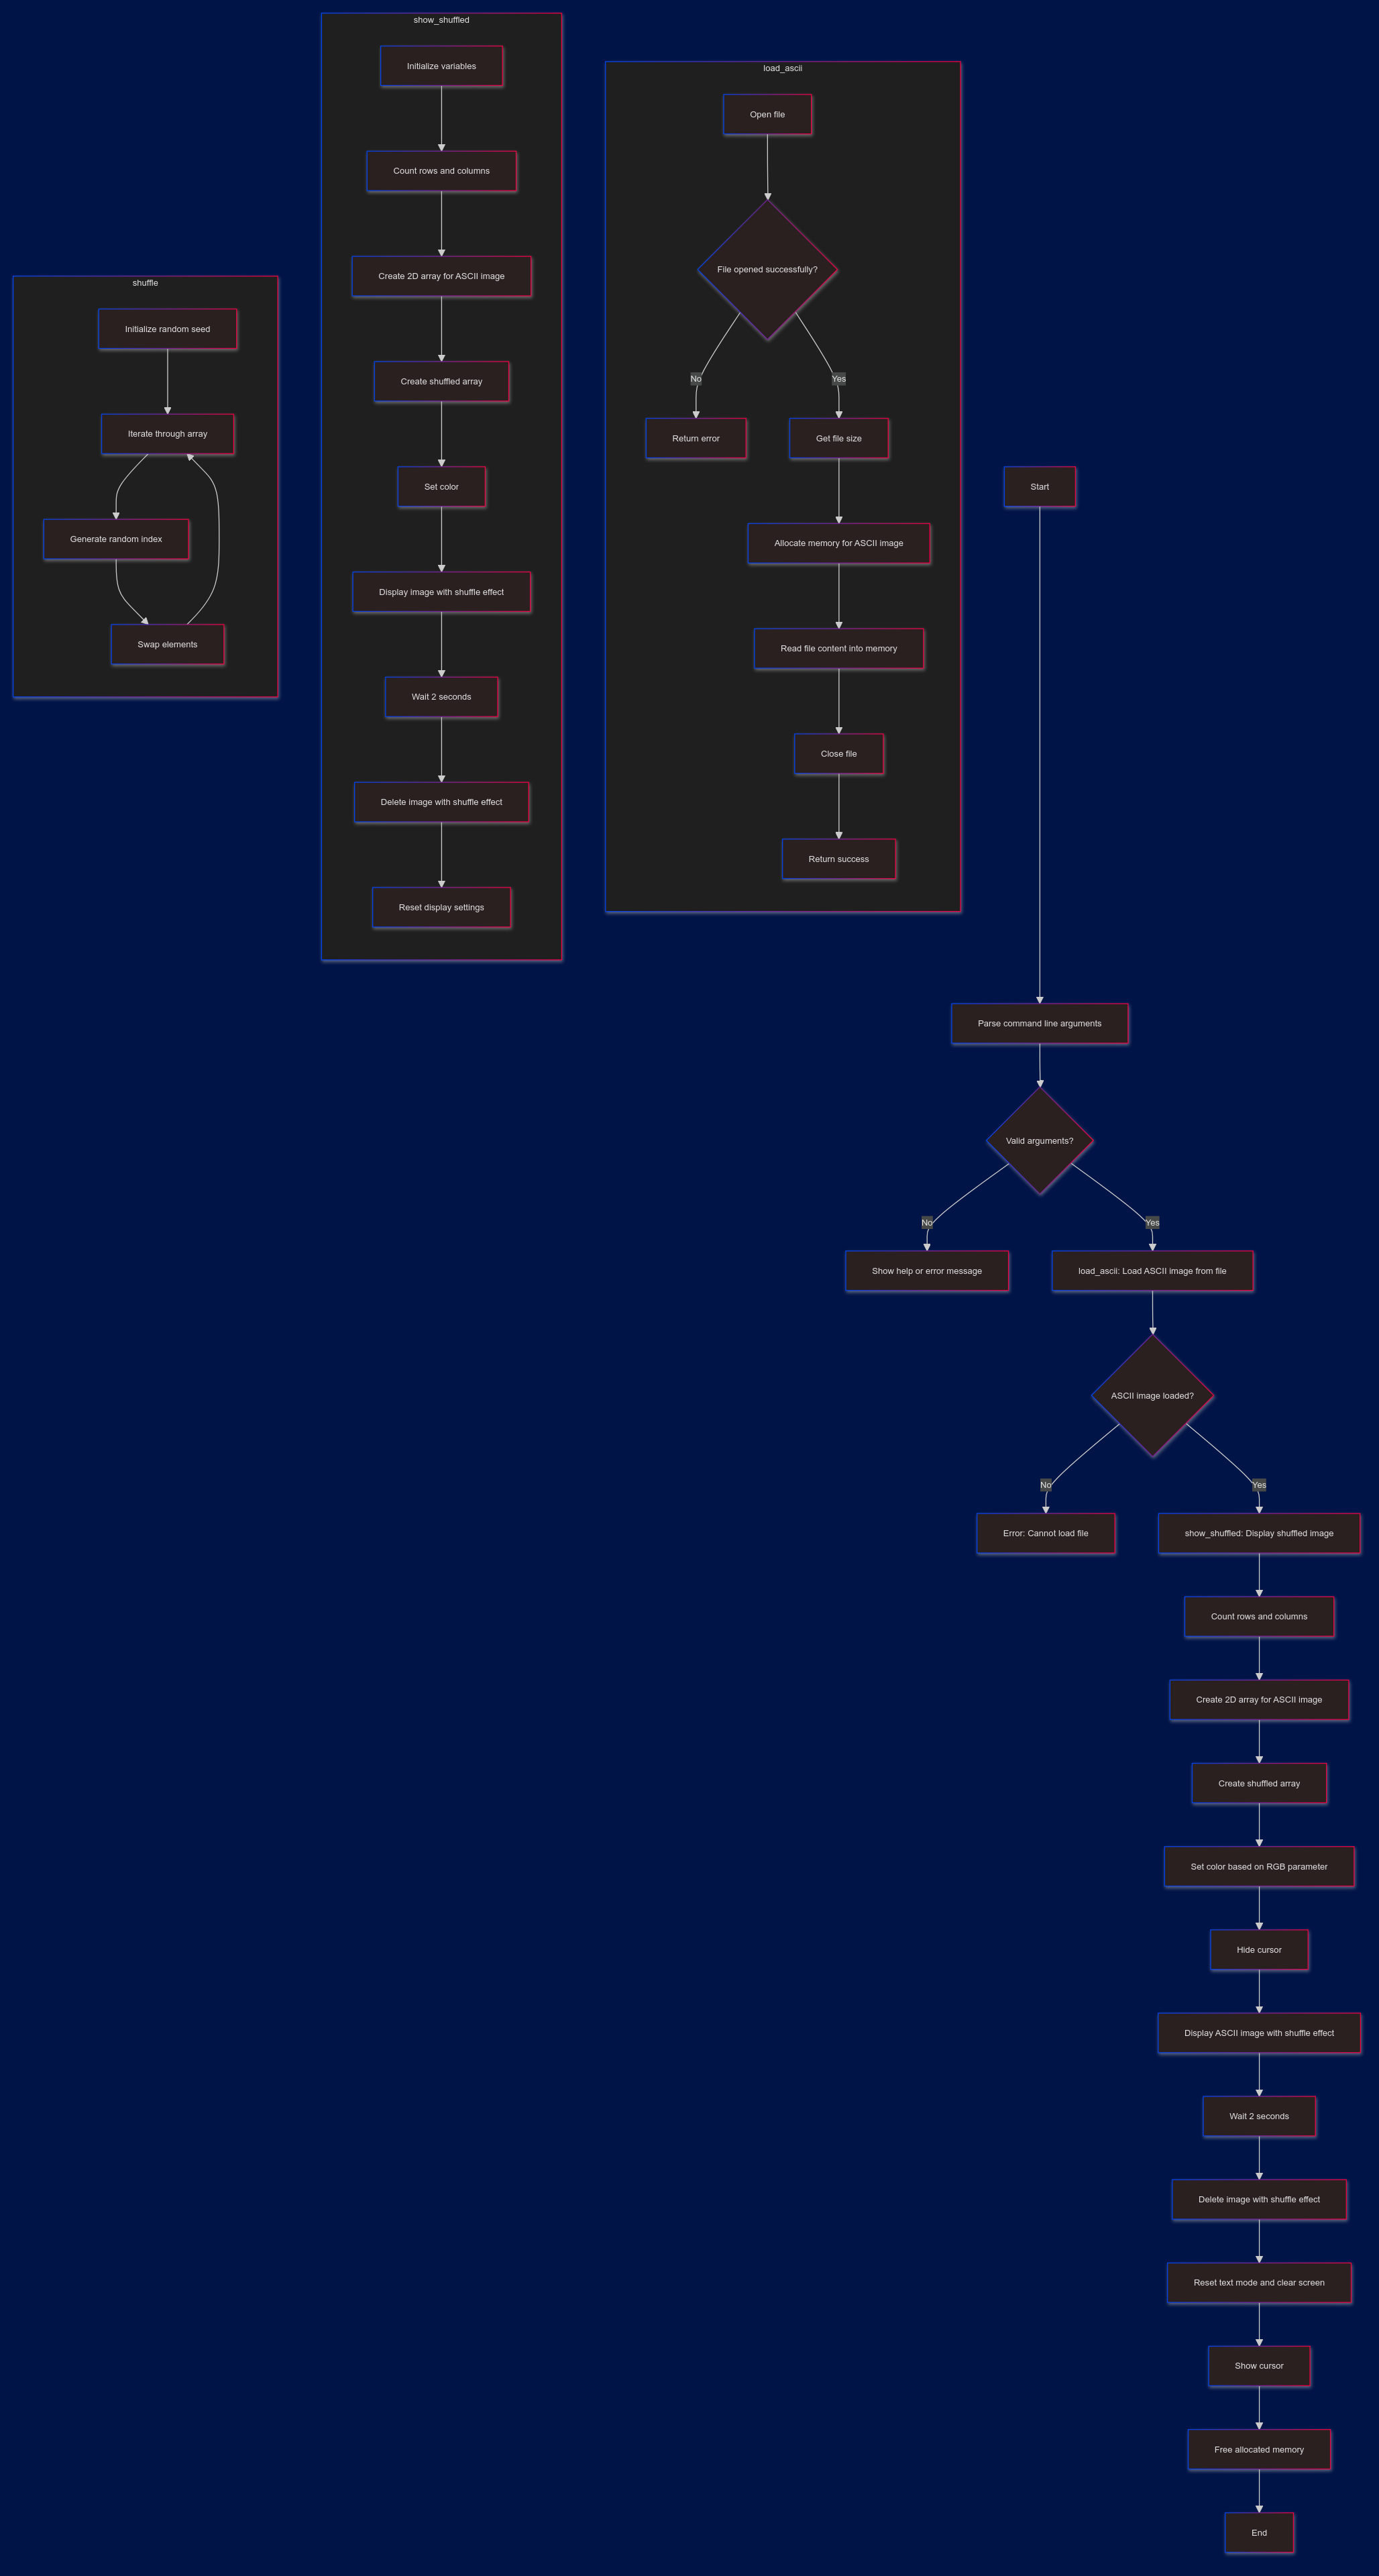 show_shuffled
Initialize variables
Count rows and columns
Create 2D array for ASCII image
Create shuffled array
Set color
Display image with shuffle effect
Wait 2 seconds
Delete image with shuffle effect
Reset display settings
load_ascii
Open file
File opened successfully?
No
Yes
Return error
Get file size
Allocate memory for ASCII image
Read file content into memory
Close file
Return success
shuffle
Initialize random seed
Iterate through array
Generate random index
Swap elements
Start
Parse command line arguments
Valid arguments?
No
Yes
Show help or error message
load_ascii: Load ASCII image from file
ASCII image loaded?
No
Yes
Error: Cannot load file
show_shuffled: Display shuffled image
Count rows and columns
Create 2D array for ASCII image
Create shuffled array
Set color based on RGB parameter
Hide cursor
Display ASCII image with shuffle effect
Wait 2 seconds
Delete image with shuffle effect
Reset text mode and clear screen
Show cursor
Free allocated memory
End